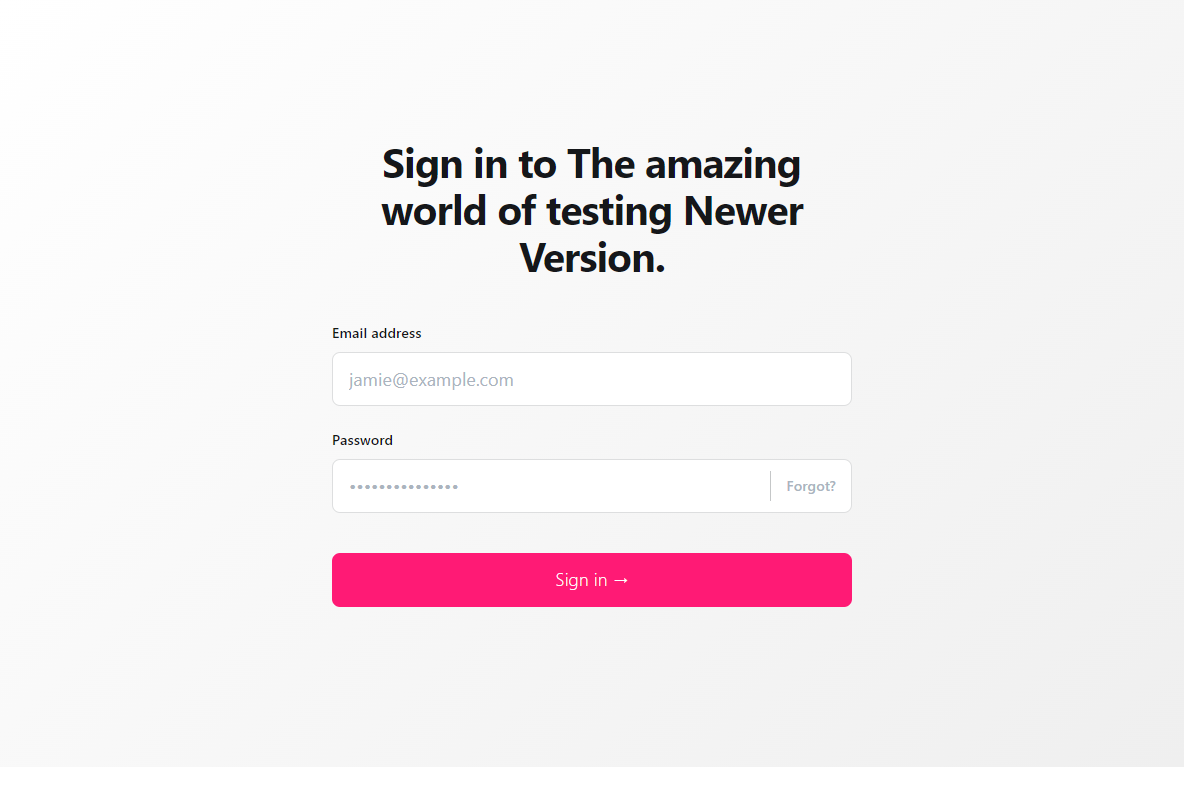 Sign in to The amazing
world of testing Newer
Version.
Email address
jamie@example.com
Password
•••••••••••••••
Forgot?
Sign in →